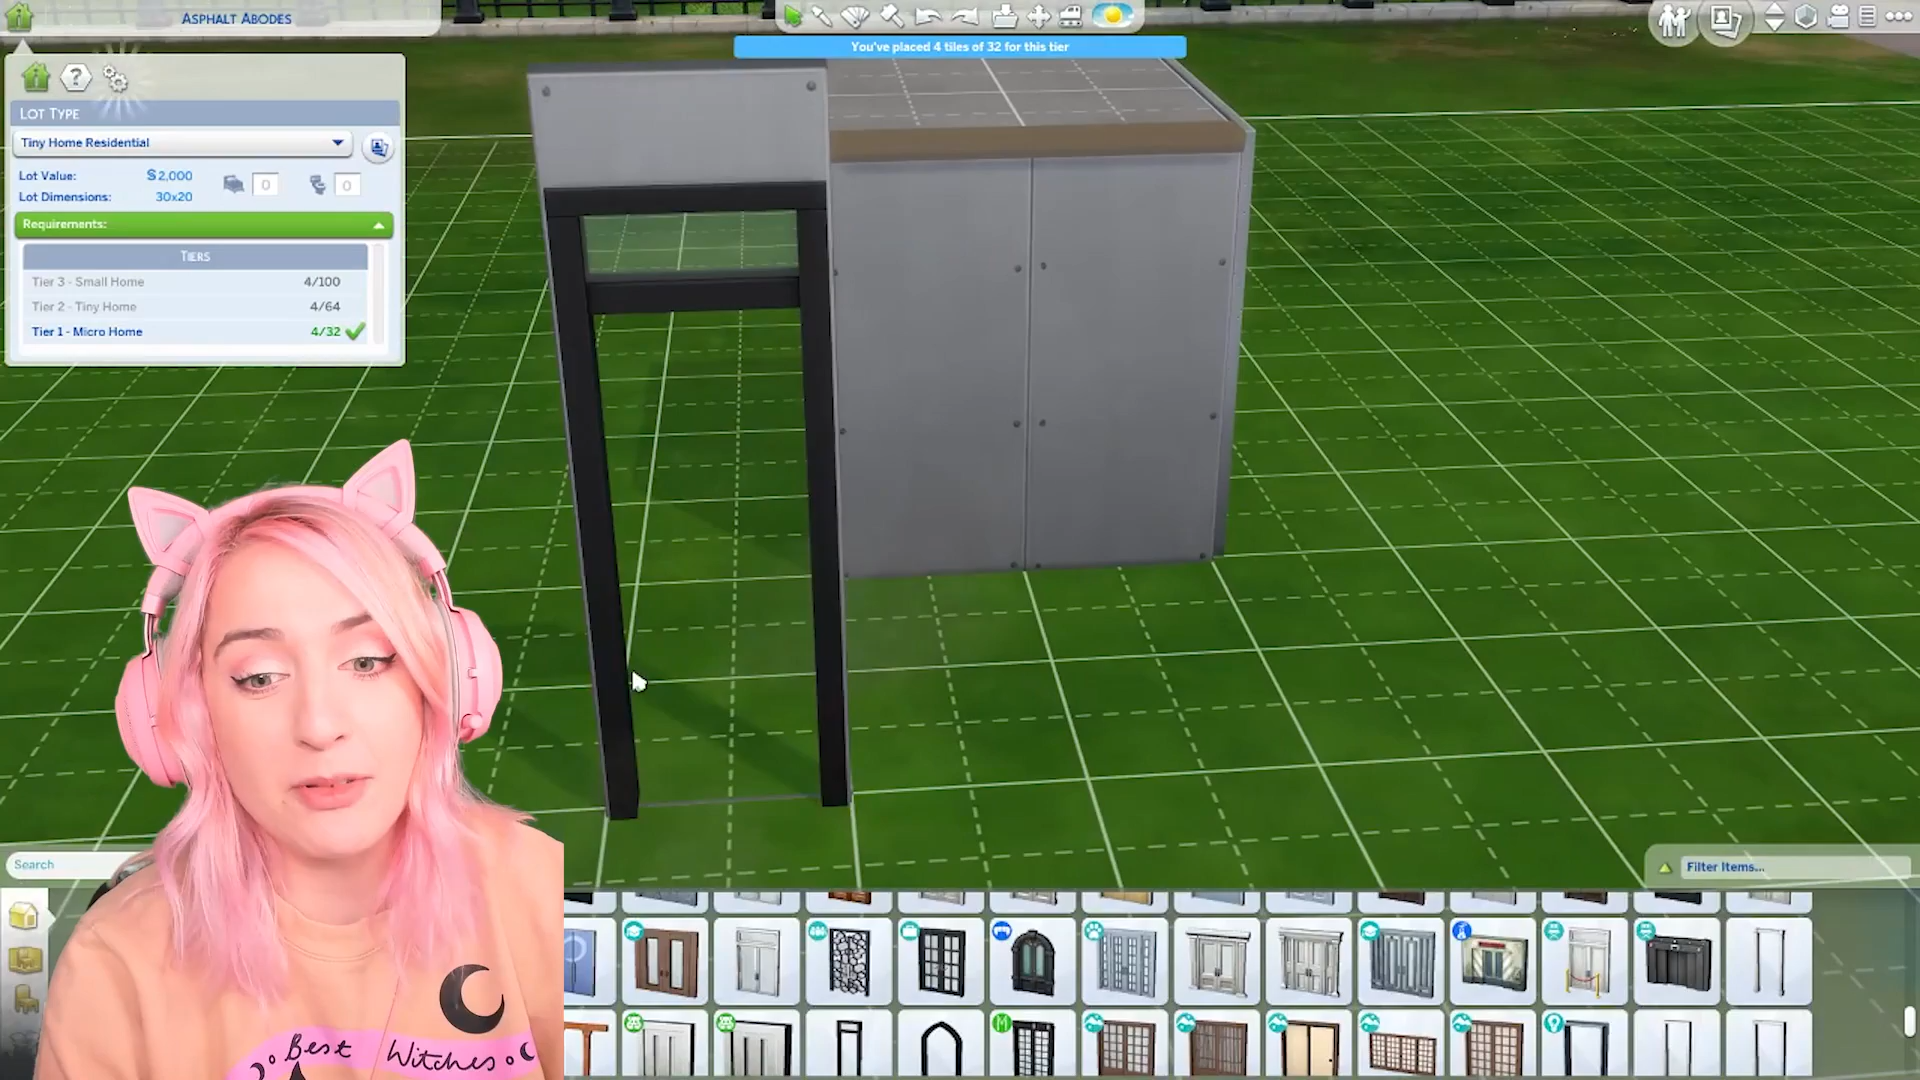 Asphalt Abodes
You've placed 4 tiles of 32 for this tier
Lot Type
Tiny Home Residential
Lot Value: §2,000
0
0
Lot Dimensions: 30x20
Requirements:
Tiers
Tier 3 - Small Home 4/100
Tier 2 - Tiny Home 4/64
Tier 1 - Micro Home 4/32
Search
Filter Items...
Best Witches